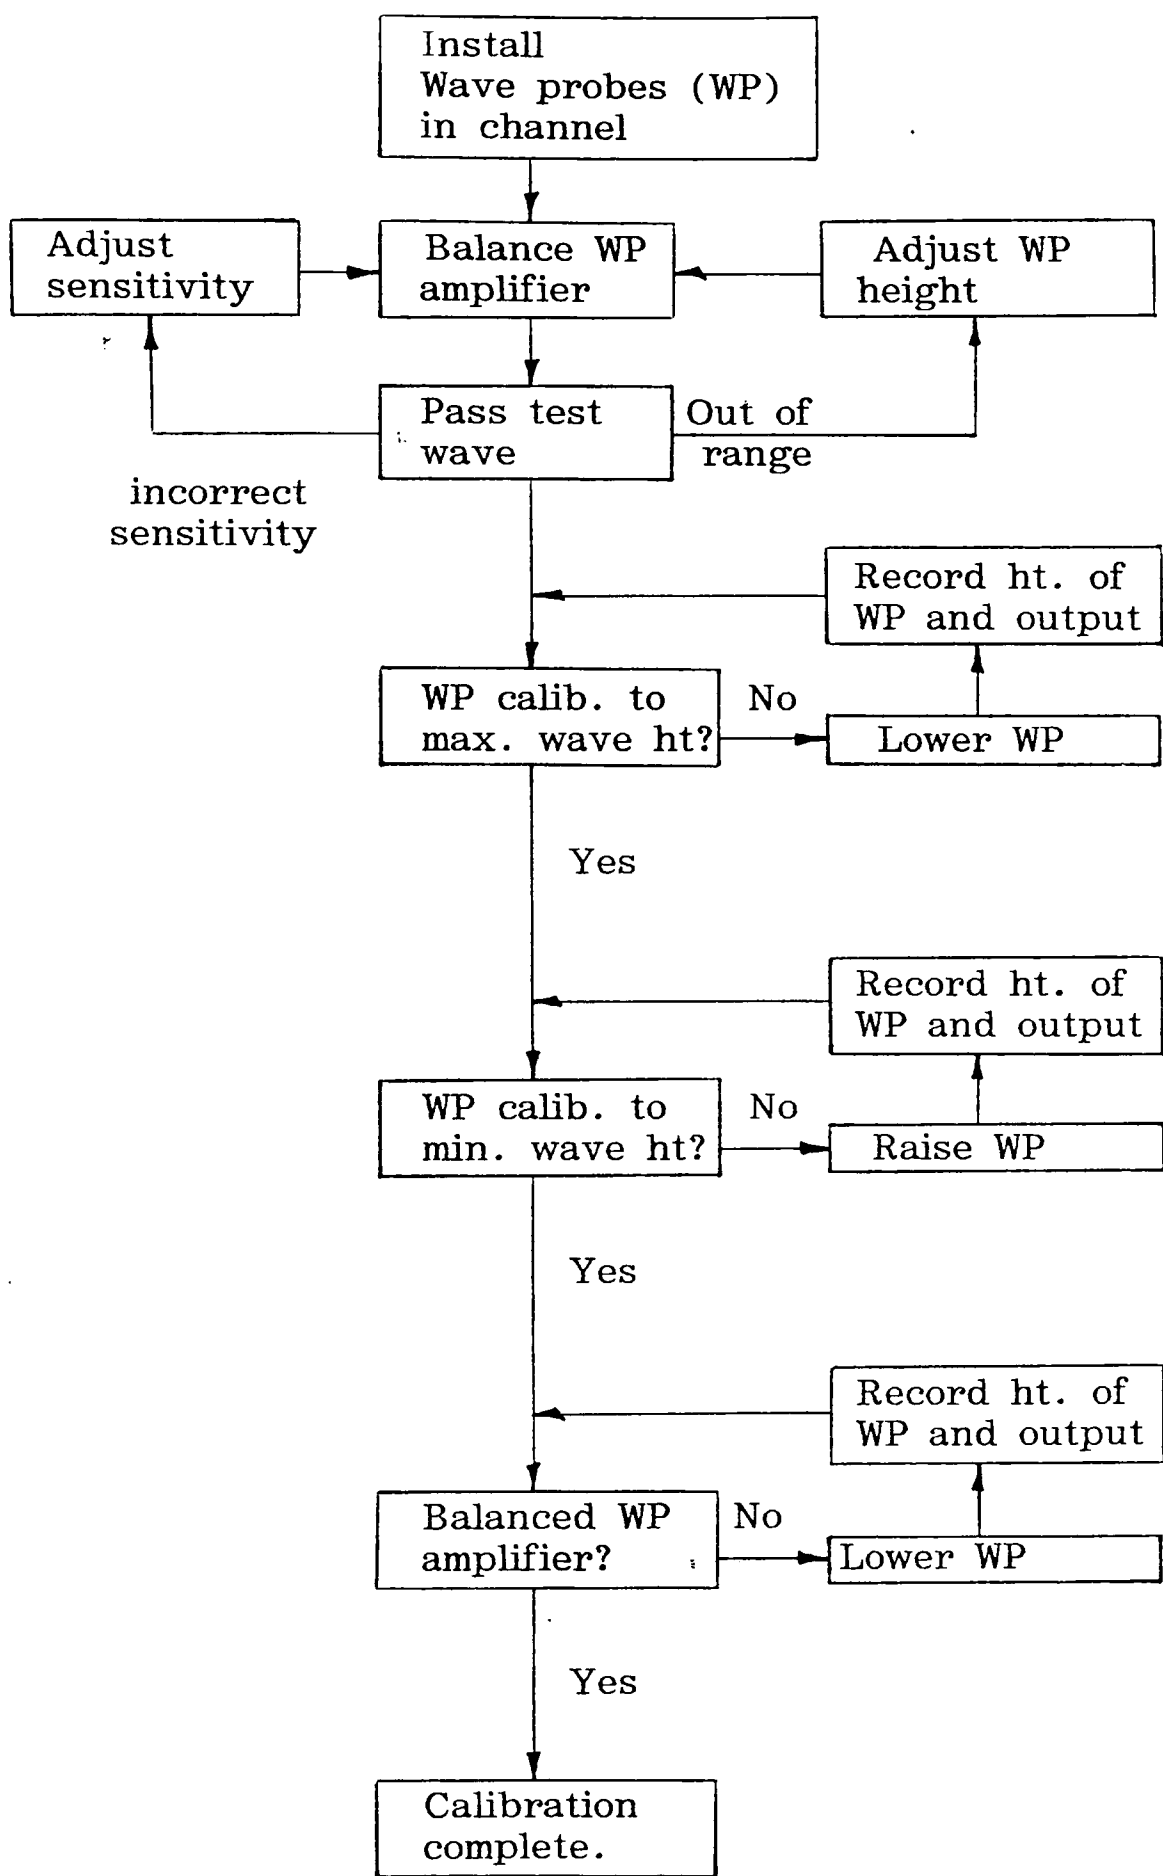 Install
Wave probes (WP)
in channel
Adjust
sensitivity
Balance WP
amplifier
Adjust WP
height
Pass test
wave
Out of
range
incorrect
sensitivity
Record ht. of
WP and output
WP calib. to
max. wave ht?
No
Lower WP
Yes
Record ht. of
WP and output
WP calib. to
min. wave ht?
No
Raise WP
Yes
Record ht. of
WP and output
Balanced WP
amplifier?
No
Lower WP
Yes
Calibration
complete.